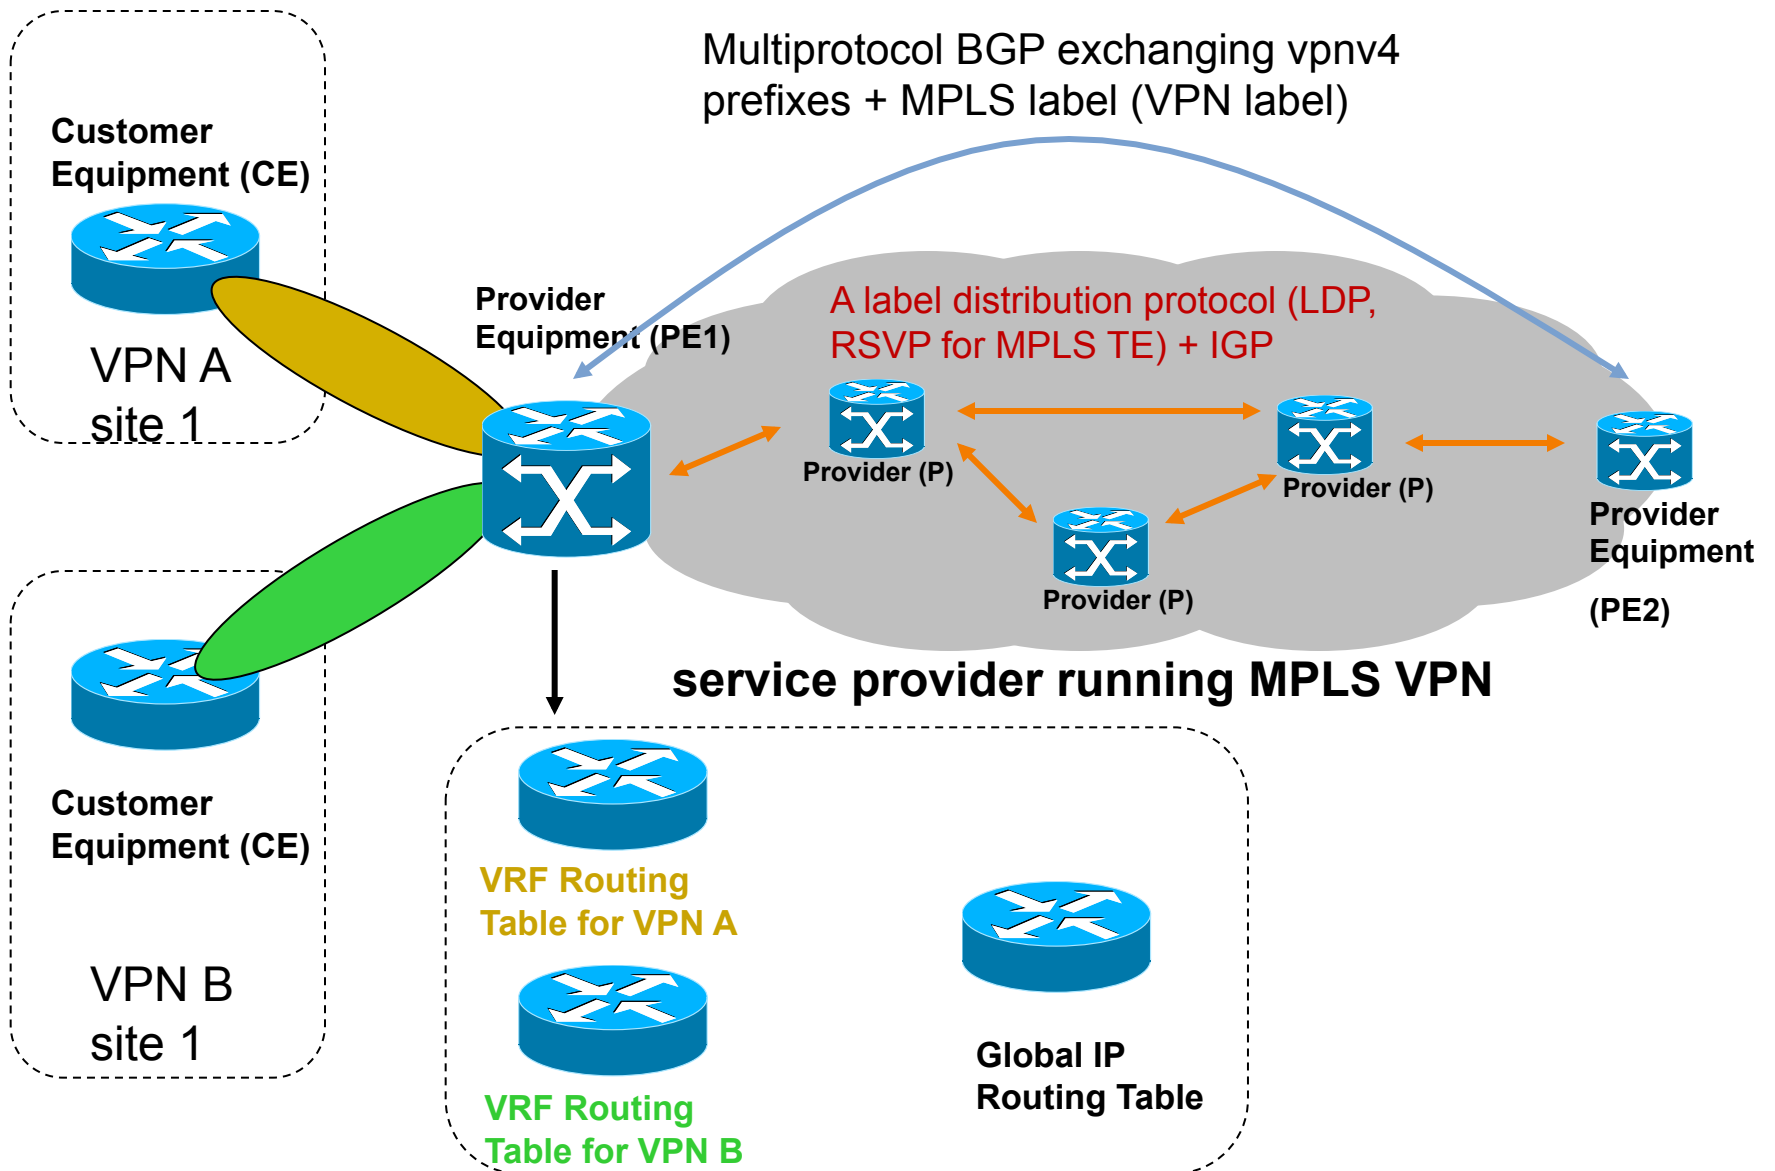 Multiprotocol BGP exchanging vpnv4
prefixes + MPLS label (VPN label)
Customer
Equipment (CE)
VPN A
site 1
Provider
Equipment (PE1)
A label distribution protocol (LDP,
RSVP for MPLS TE) + IGP
Provider (P)
Provider (P)
Provider (P)
Provider
Equipment
(PE2)
service provider running MPLS VPN
Customer
Equipment (CE)
VPN B
site 1
VRF Routing
Table for VPN A
VRF Routing
Table for VPN B
Global IP
Routing Table